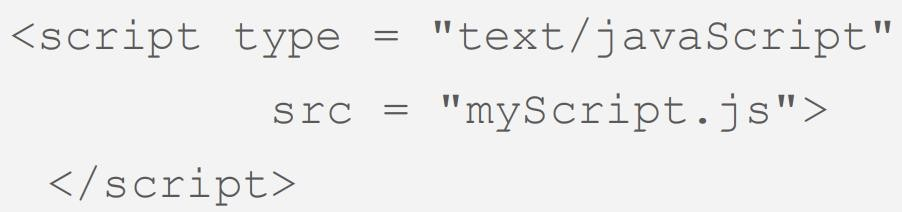 <script type = "text/javaScript"
src = "myScript.js">
</script>